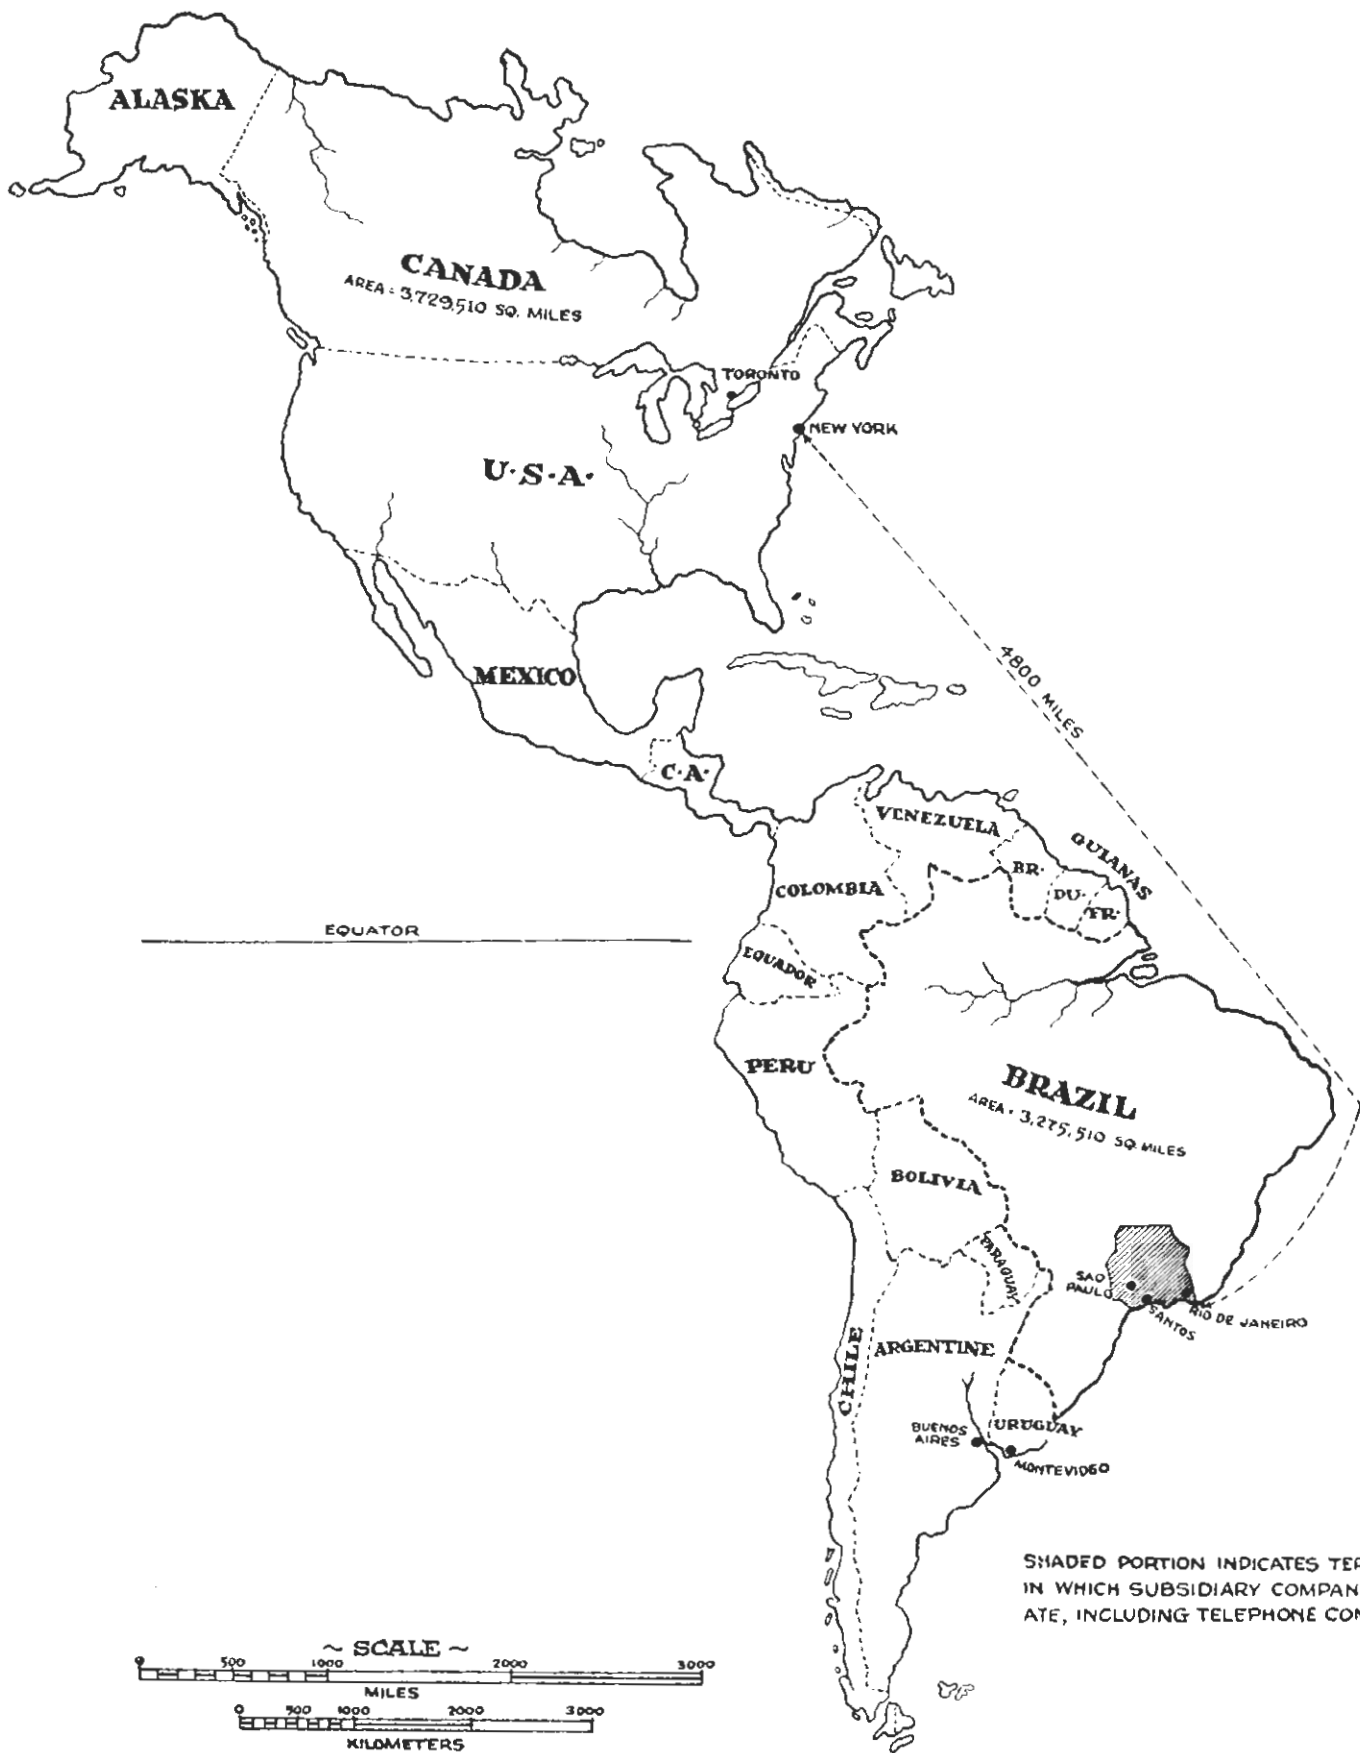 ALASKA
CANADA
AREA = 3,729,510 SQ. MILES
TORONTO
NEW YORK
U·S·A·
4800 MILES
MEXICO
C·A·
VENEZUELA
GUIANAS
BR·
DU·
FR·
COLOMBIA
EQUATOR
EQUADOR
PERU
BRAZIL
AREA = 3,275,510 SQ. MILES
BOLIVIA
PARAGUAY
SAO
PAULO
SANTOS
RIO DE JANEIRO
CHILE
ARGENTINE
BUENOS
AIRES
URUGUAY
MONTEVIDEO
SHADED PORTION INDICATES
IN WHICH SUBSIDIARY
ATE, INCLUDING TELEPHONE
~ SCALE ~
0 500 1000 2000 3000
MILES
0 500 1000 2000 3000
KILOMETERS